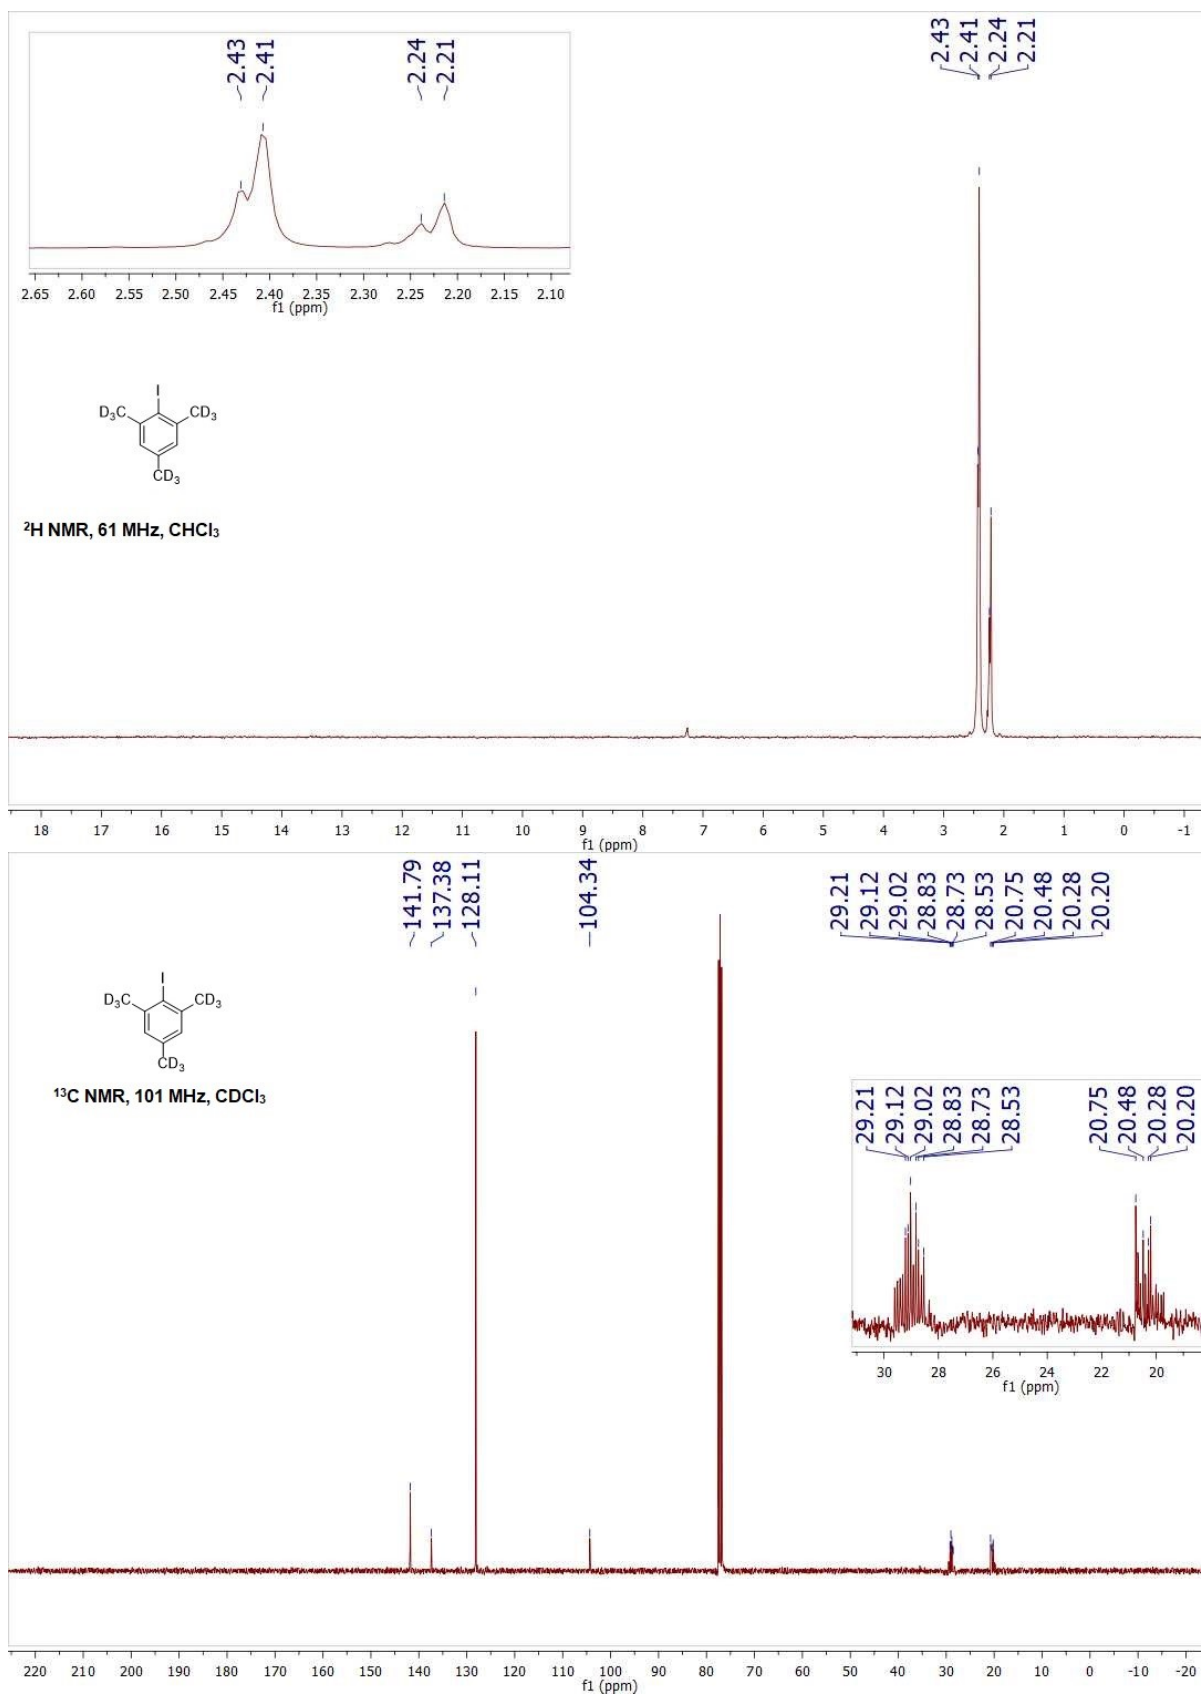 2.43
2.41
2.24
2.21
2.43
2.41
2.24
2.21
2.65 2.60 2.55 2.50 2.45 2.40 2.35 2.30 2.25 2.20 2.15 2.10
f1 (ppm)
I
D₃C CD₃
CD₃
²H NMR, 61 MHz, CHCl₃
18 17 16 15 14 13 12 11 10 9 8 7 6 5 4 3 2 1 0 -1
f1 (ppm)
141.79
137.38
128.11
104.34
29.21
29.12
29.02
28.83
28.73
28.53
20.75
20.48
20.28
20.20
I
D₃C CD₃
CD₃
¹³C NMR, 101 MHz, CDCl₃
29.21
29.12
29.02
28.83
28.73
28.53
20.75
20.48
20.28
20.20
30 28 26 24 22 20
f1 (ppm)
220 210 200 190 180 170 160 150 140 130 120 110 100 90 80 70 60 50 40 30 20 10 0 -10 -20
f1 (ppm)